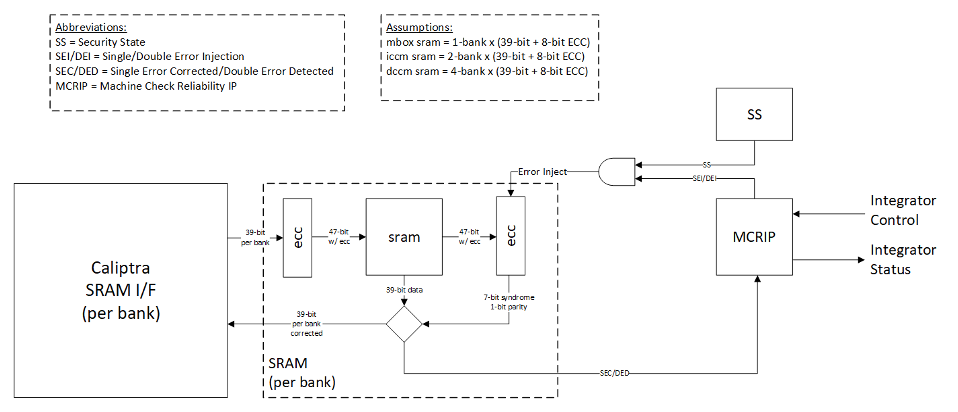 Abbreviations:
SS = Security State
SEI/DEI = Single/Double Error Injection
SEC/DED = Single Error Corrected/Double Error Detected
MCRIP = Machine Check Reliability IP
Assumptions:
mbox sram = 1-bank x (39-bit + 8-bit ECC)
iccm sram = 2-bank x (39-bit + 8-bit ECC)
dccm sram = 4-bank x (39-bit + 8-bit ECC)
SS
SS
Error Inject
SEI/DEI
Integrator
Control
MCRIP
Integrator
Status
Caliptra
SRAM I/F
(per bank)
39-bit
per bank
ecc
47-bit
w/ ecc
sram
47-bit
w/ ecc
ecc
39-bit data
7-bit syndrome
1-bit parity
39-bit
per bank
corrected
SRAM
(per bank)
SEC/DED